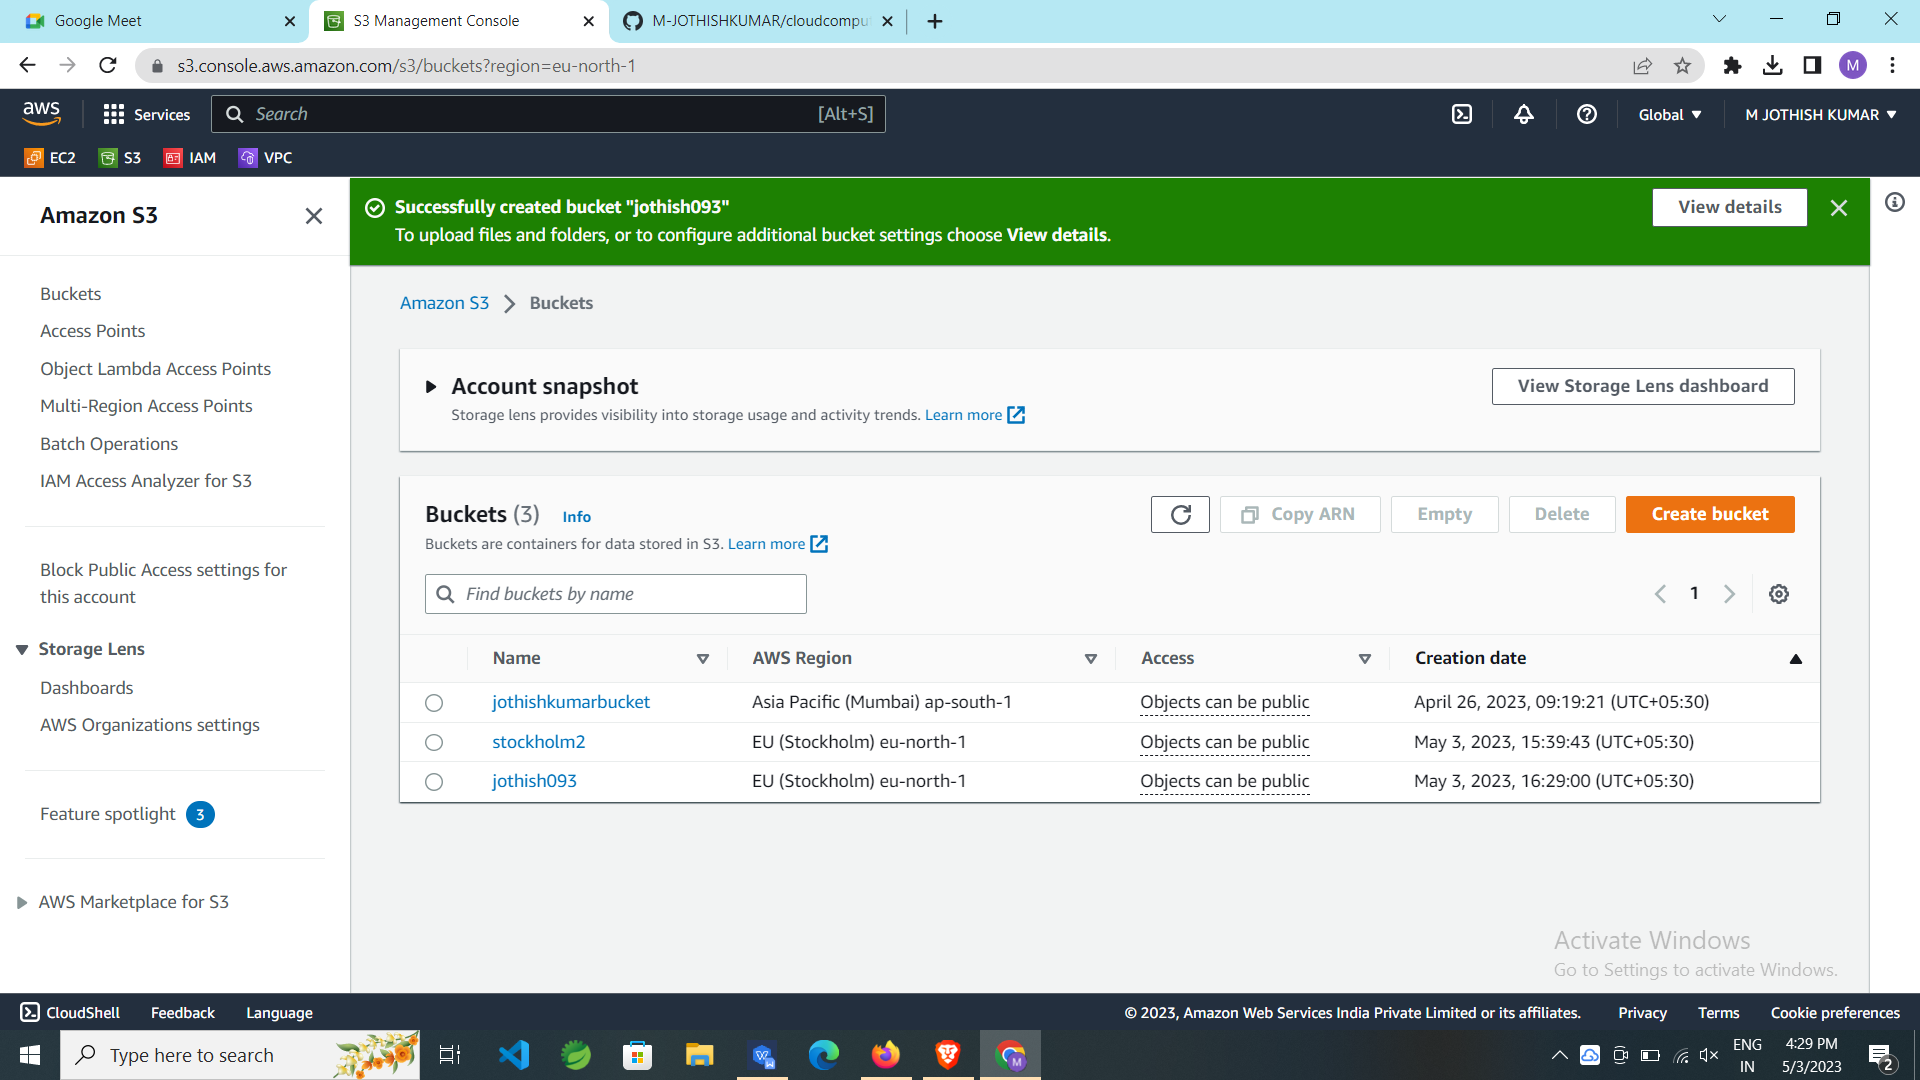 Google Meet
S3 Management Console
M-JOTHISHKUMAR/cloudcompu
s3.console.aws.amazon.com/s3/buckets?region=eu-north-1
M
aws
Services
Search
[Alt+S]
Global
M JOTHISH KUMAR
EC2
S3
IAM
VPC
Amazon S3
Buckets
Access Points
Object Lambda Access Points
Multi-Region Access Points
Batch Operations
IAM Access Analyzer for S3
Block Public Access settings for
this account
Storage Lens
Dashboards
AWS Organizations settings
Feature spotlight 3
AWS Marketplace for S3
Successfully created bucket "jothish093"
To upload files and folders, or to configure additional bucket settings choose View details.
View details
Amazon S3 Buckets
Account snapshot
Storage lens provides visibility into storage usage and activity trends. Learn more
View Storage Lens dashboard
Buckets (3) Info
Buckets are containers for data stored in S3. Learn more
Copy ARN
Empty
Delete
Create bucket
Find buckets by name
1
Name AWS Region Access Creation date
jothishkumarbucket Asia Pacific (Mumbai) ap-south-1 Objects can be public April 26, 2023, 09:19:21 (UTC+05:30)
stockholm2 EU (Stockholm) eu-north-1 Objects can be public May 3, 2023, 15:39:43 (UTC+05:30)
jothish093 EU (Stockholm) eu-north-1 Objects can be public May 3, 2023, 16:29:00 (UTC+05:30)
Activate Windows
Go to Settings to activate Windows.
CloudShell Feedback Language
© 2023, Amazon Web Services India Private Limited or its affiliates. Privacy Terms Cookie preferences
Type here to search
M
ENG
IN
4:29 PM
5/3/2023
2